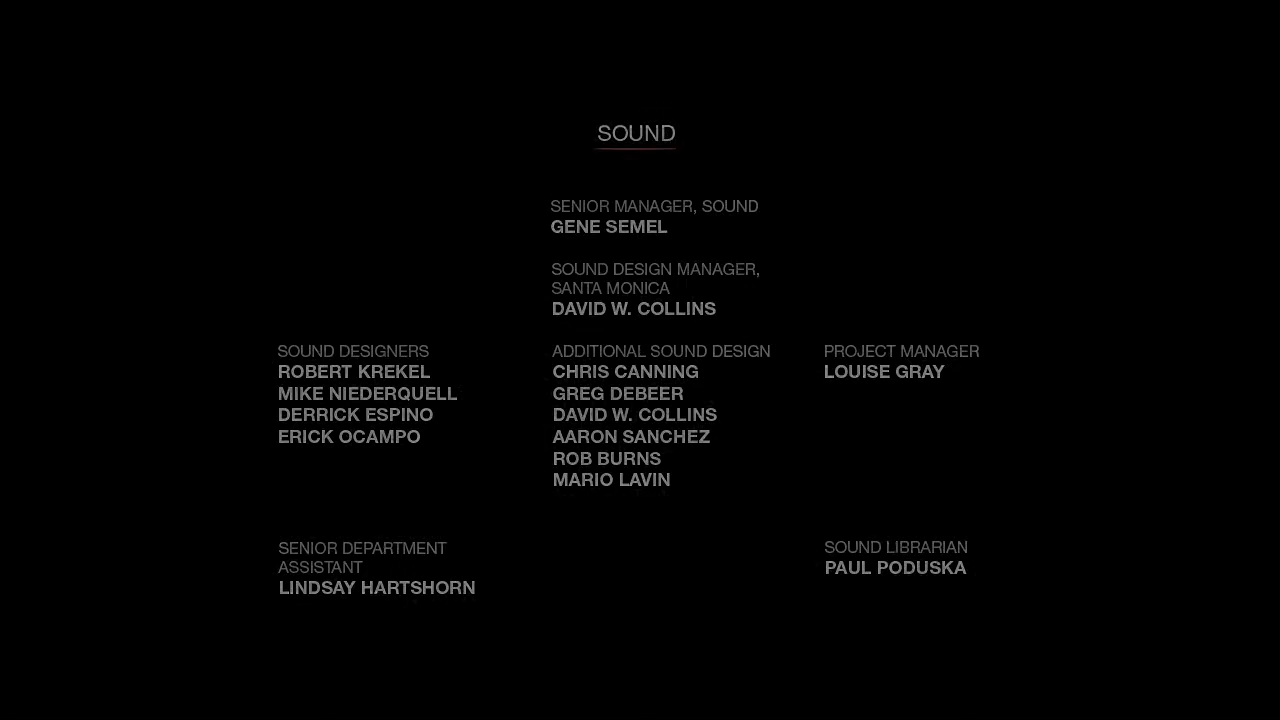 SOUND
SENIOR MANAGER, SOUND
GENE SEMEL
SOUND DESIGN MANAGER,
SANTA MONICA
DAVID W. COLLINS
SOUND DESIGNERS
ROBERT KREKEL
MIKE NIEDERQUELL
DERRICK ESPINO
ERICK OCAMPO
ADDITIONAL SOUND DESIGN
CHRIS CANNING
GREG DEBEER
DAVID W. COLLINS
AARON SANCHEZ
ROB BURNS
MARIO LAVIN
PROJECT MANAGER
LOUISE GRAY
SENIOR DEPARTMENT
ASSISTANT
LINDSAY HARTSHORN
SOUND LIBRARIAN
PAUL PODUSKA